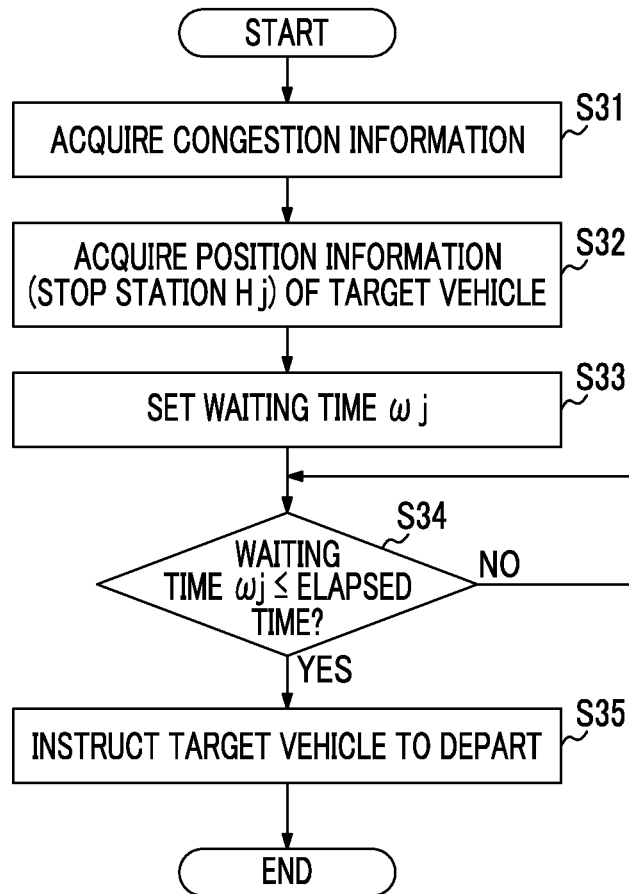 START
S31
ACQUIRE CONGESTION INFORMATION
S32
ACQUIRE POSITION INFORMATION
(STOP STATION H j) OF TARGET VEHICLE
S33
SET WAITING TIME ω j
S34
WAITING
TIME ωj ≤ ELAPSED
TIME?
NO
YES
S35
INSTRUCT TARGET VEHICLE TO DEPART
END